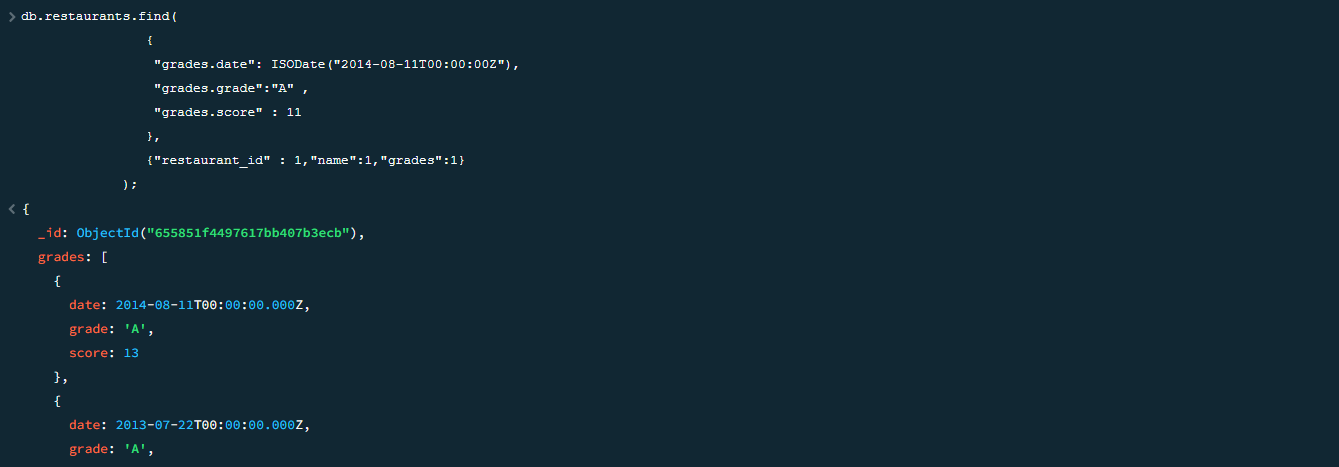 > db.restaurants.find(
{
"grades.date": ISODate("2014-08-11T00:00:00Z"),
"grades.grade":"A" ,
"grades.score" : 11
},
{"restaurant_id" : 1,"name":1,"grades":1}
);
< {
_id: ObjectId("655851f4497617bb407b3ecb"),
grades: [
{
date: 2014-08-11T00:00:00.000Z,
grade: 'A',
score: 13
},
{
date: 2013-07-22T00:00:00.000Z,
grade: 'A',